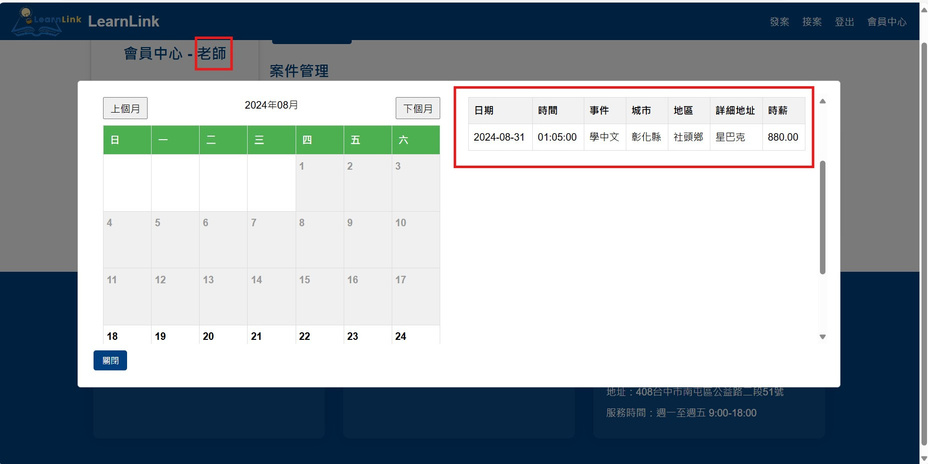 LearnLink LearnLink 發案 接案 登出 會員中心
會員中心 - 老師
案件管理
上個月 2024年08月 下個月
日 一 二 三 四 五 六
1 2 3
4 5 6 7 8 9 10
11 12 13 14 15 16 17
18 19 20 21 22 23 24
關閉
日期 時間 事件 城市 地區 詳細地址 時薪
2024-08-31 01:05:00 學中文 彰化縣 社頭鄉 星巴克 880.00
地址：408台中市南屯區公益路二段51號
服務時間：週一至週五 9:00-18:00